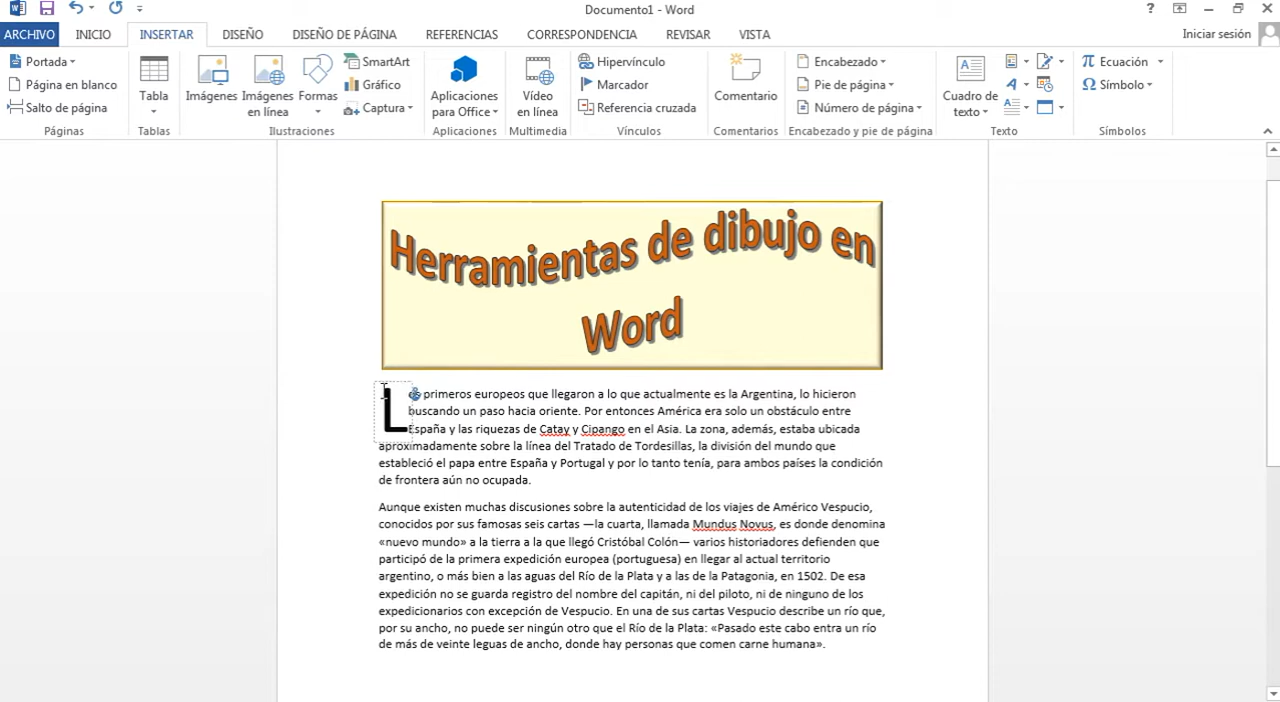 Documento1 - Word
?
ARCHIVO INICIO INSERTAR DISEÑO DISEÑO DE PÁGINA REFERENCIAS CORRESPONDENCIA REVISAR VISTA Iniciar sesión
Portada
Página en blanco
Salto de página
Páginas
Tabla
Tablas
Imágenes
Imágenes
en línea
Formas
SmartArt
Gráfico
Captura
Ilustraciones
Aplicaciones
para Office
Aplicaciones
Vídeo
en línea
Multimedia
Hipervínculo
Marcador
Referencia cruzada
Vínculos
Comentario
Comentarios
Encabezado
Pie de página
Número de página
Encabezado y pie de página
Cuadro de
texto
Texto
π Ecuación
Ω Símbolo
Símbolos
Herramientas de dibujo en
Word
Los primeros europeos que llegaron a lo que actualmente es la Argentina, lo hicieron
buscando un paso hacia oriente. Por entonces América era solo un obstáculo entre
España y las riquezas de Catay y Cipango en el Asia. La zona, además, estaba ubicada
aproximadamente sobre la línea del Tratado de Tordesillas, la división del mundo que
estableció el papa entre España y Portugal y por lo tanto tenía, para ambos países la condición
de frontera aún no ocupada.
Aunque existen muchas discusiones sobre la autenticidad de los viajes de Américo Vespucio,
conocidos por sus famosas seis cartas —la cuarta, llamada Mundus Novus, es donde denomina
«nuevo mundo» a la tierra a la que llegó Cristóbal Colón— varios historiadores defienden que
participó de la primera expedición europea (portuguesa) en llegar al actual territorio
argentino, o más bien a las aguas del Río de la Plata y a las de la Patagonia, en 1502. De esa
expedición no se guarda registro del nombre del capitán, ni del piloto, ni de ninguno de los
expedicionarios con excepción de Vespucio. En una de sus cartas Vespucio describe un río que,
por su ancho, no puede ser ningún otro que el Río de la Plata: «Pasado este cabo entra un río
de más de veinte leguas de ancho, donde hay personas que comen carne humana».